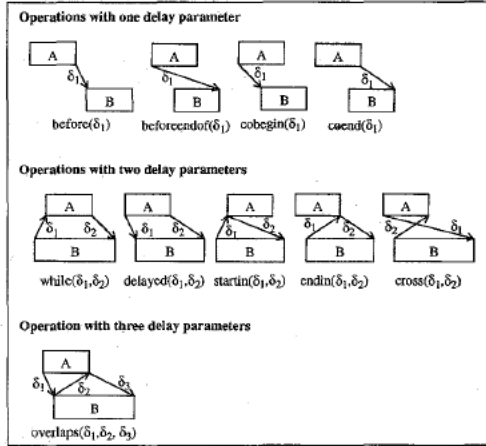 Operations with one delay parameter
A A A A
δ1 δ1 δ1 δ1
B B B B
before(δ1) beforeendof(δ1) cobegin(δ1) coend(δ1)
Operations with two delay parameters
A A A A A
δ1 δ2 δ1 δ2 δ1 δ2 δ1 δ2 δ2 δ1
B B B B B
while(δ1,δ2) delayed(δ1,δ2) startin(δ1,δ2) endin(δ1,δ2) cross(δ1,δ2)
Operation with three delay parameters
A
δ1 δ2 δ3
B
overlaps(δ1,δ2, δ3)